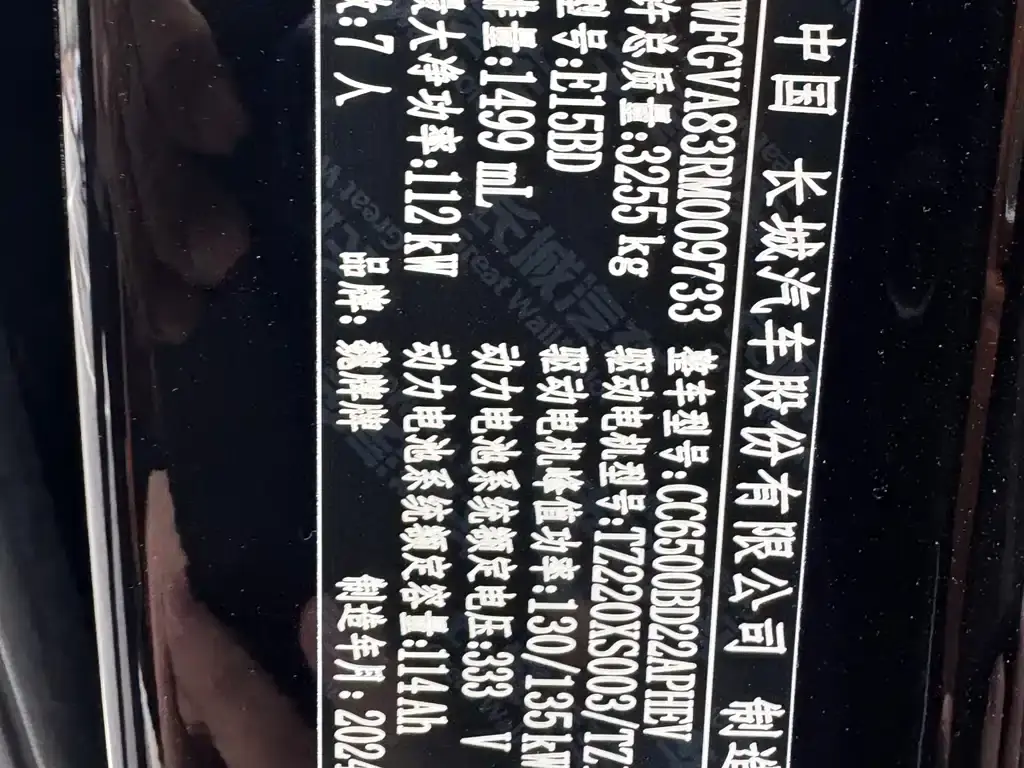 中国 长城汽车股份有限公司 制造
WFGVA83RM009733 整车型号:CC6500BD22APHEV
许总质量:3255 kg 驱动电机型号:TZ220XS003/TZ
型号:E15BD 驱动电机峰值功率:130/135kW
排量:1499 mL 动力电池系统额定电压:333 V
最大净功率:112kW 动力电池系统额定容量:114Ah
数:7人 品牌:魏牌牌 制造年月:2024